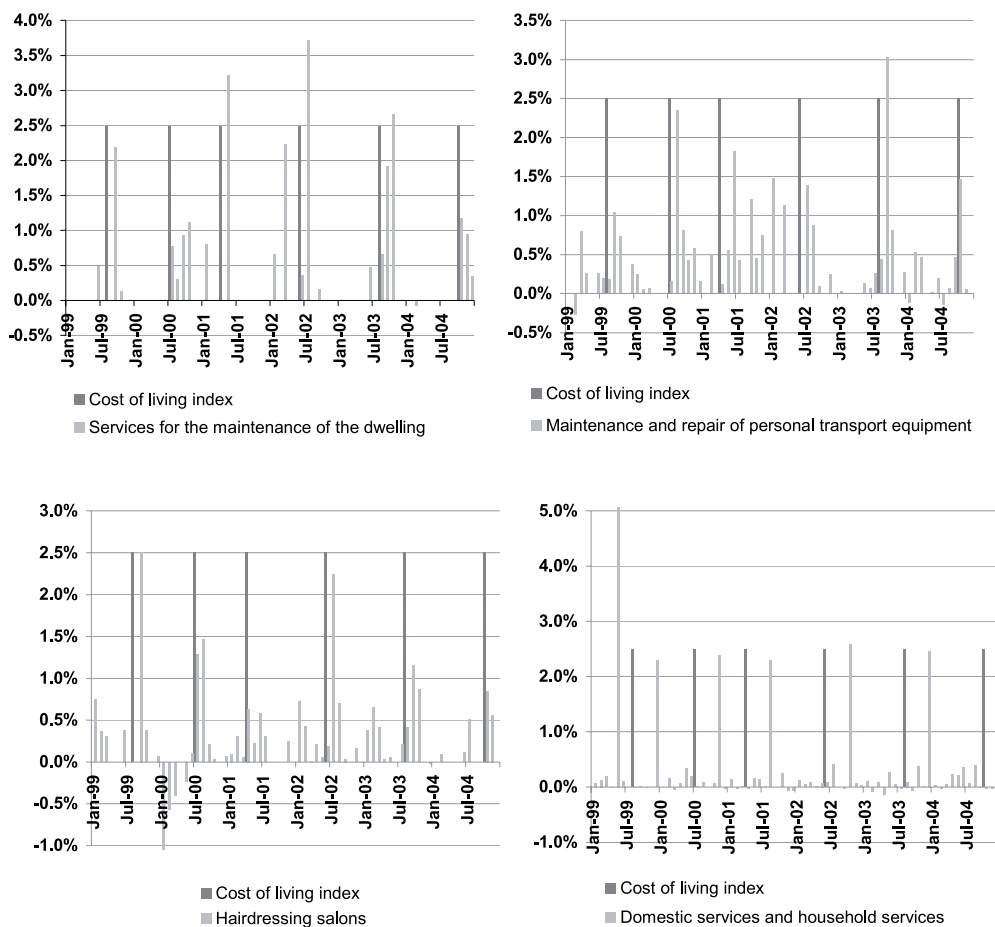 4.0%
3.5%
3.0%
2.5%
2.0%
1.5%
1.0%
0.5%
0.0%
-0.5%
Jan-99
Jul-99
Jan-00
Jul-00
Jan-01
Jul-01
Jan-02
Jul-02
Jan-03
Jul-03
Jan-04
Jul-04
Cost of living index
Services for the maintenance of the dwelling
3.5%
3.0%
2.5%
2.0%
1.5%
1.0%
0.5%
0.0%
-0.5%
Jan-99
Jul-99
Jan-00
Jul-00
Jan-01
Jul-01
Jan-02
Jul-02
Jan-03
Jul-03
Jan-04
Jul-04
Cost of living index
Maintenance and repair of personal transport equipment
3.0%
2.5%
2.0%
1.5%
1.0%
0.5%
0.0%
-0.5%
-1.0%
Jan-99
Jul-99
Jan-00
Jul-00
Jan-01
Jul-01
Jan-02
Jul-02
Jan-03
Jul-03
Jan-04
Jul-04
Cost of living index
Hairdressing salons
5.0%
4.0%
3.0%
2.0%
1.0%
0.0%
-1.0%
Jan-99
Jul-99
Jan-00
Jul-00
Jan-01
Jul-01
Jan-02
Jul-02
Jan-03
Jul-03
Jan-04
Jul-04
Cost of living index
Domestic services and household services